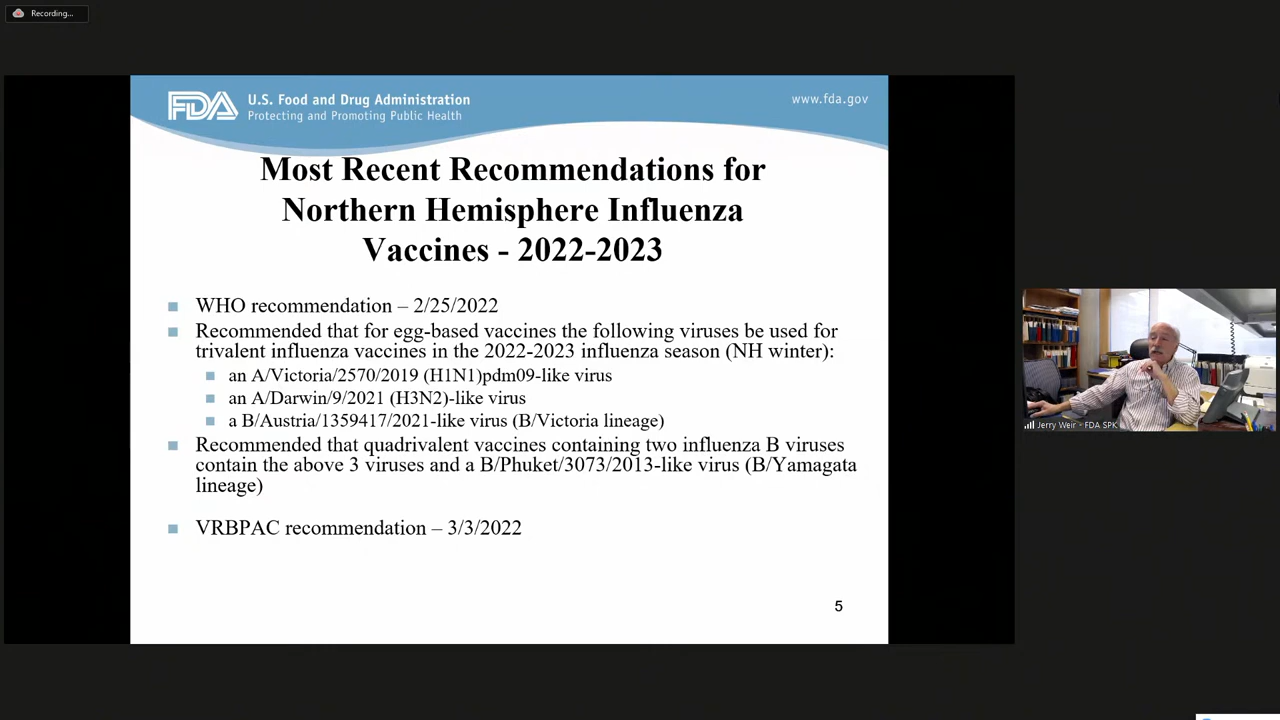 Recording...
FDA
U.S. Food and Drug Administration
Protecting and Promoting Public Health
www.fda.gov
Most Recent Recommendations for
Northern Hemisphere Influenza
Vaccines - 2022-2023
WHO recommendation – 2/25/2022
Recommended that for egg-based vaccines the following viruses be used for
trivalent influenza vaccines in the 2022-2023 influenza season (NH winter):
an A/Victoria/2570/2019 (H1N1)pdm09-like virus
an A/Darwin/9/2021 (H3N2)-like virus
a B/Austria/1359417/2021-like virus (B/Victoria lineage)
Recommended that quadrivalent vaccines containing two influenza B viruses
contain the above 3 viruses and a B/Phuket/3073/2013-like virus (B/Yamagata
lineage)
VRBPAC recommendation – 3/3/2022
5
Jerry Weir - FDA SPK